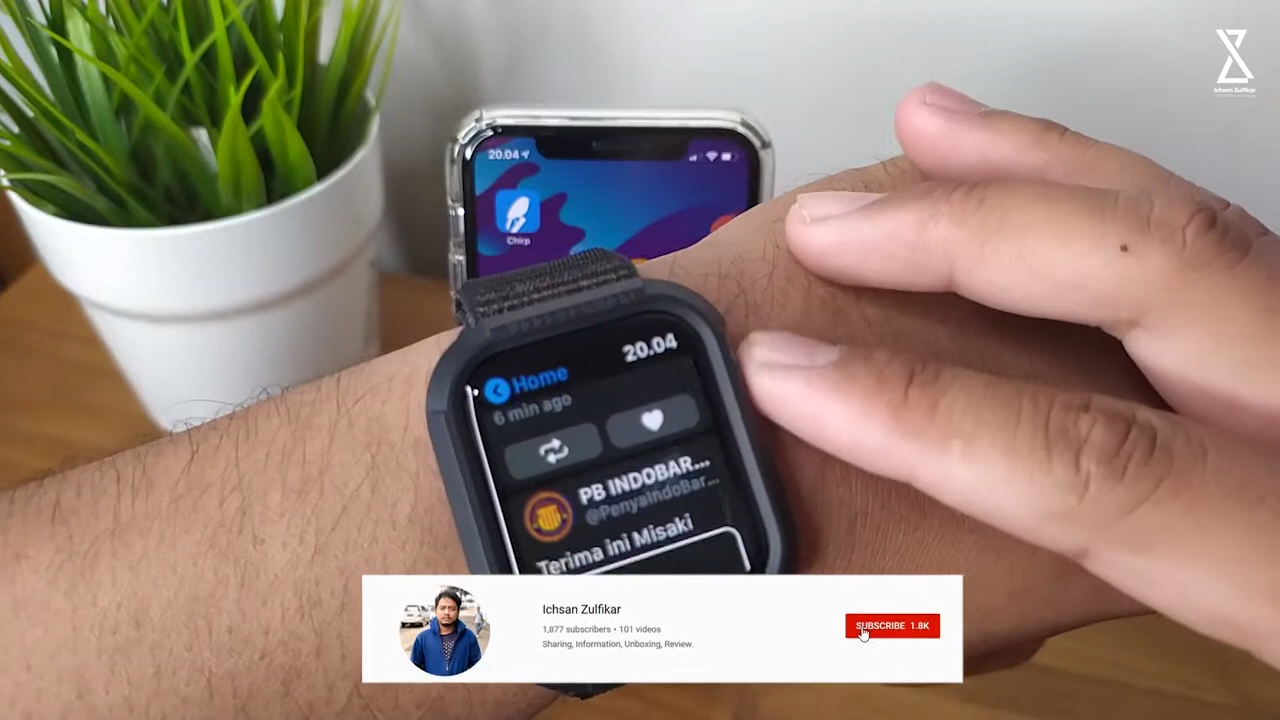 Ichsan Zulfikar
20.04
Chirp
20.04
Home
6 min ago
PB INDOBAR...
@PenyaIndoBar...
Terima ini Misaki
Ichsan Zulfikar
1,877 subscribers • 101 videos
Sharing, Information, Unboxing, Review.
SUBSCRIBE 1.8K